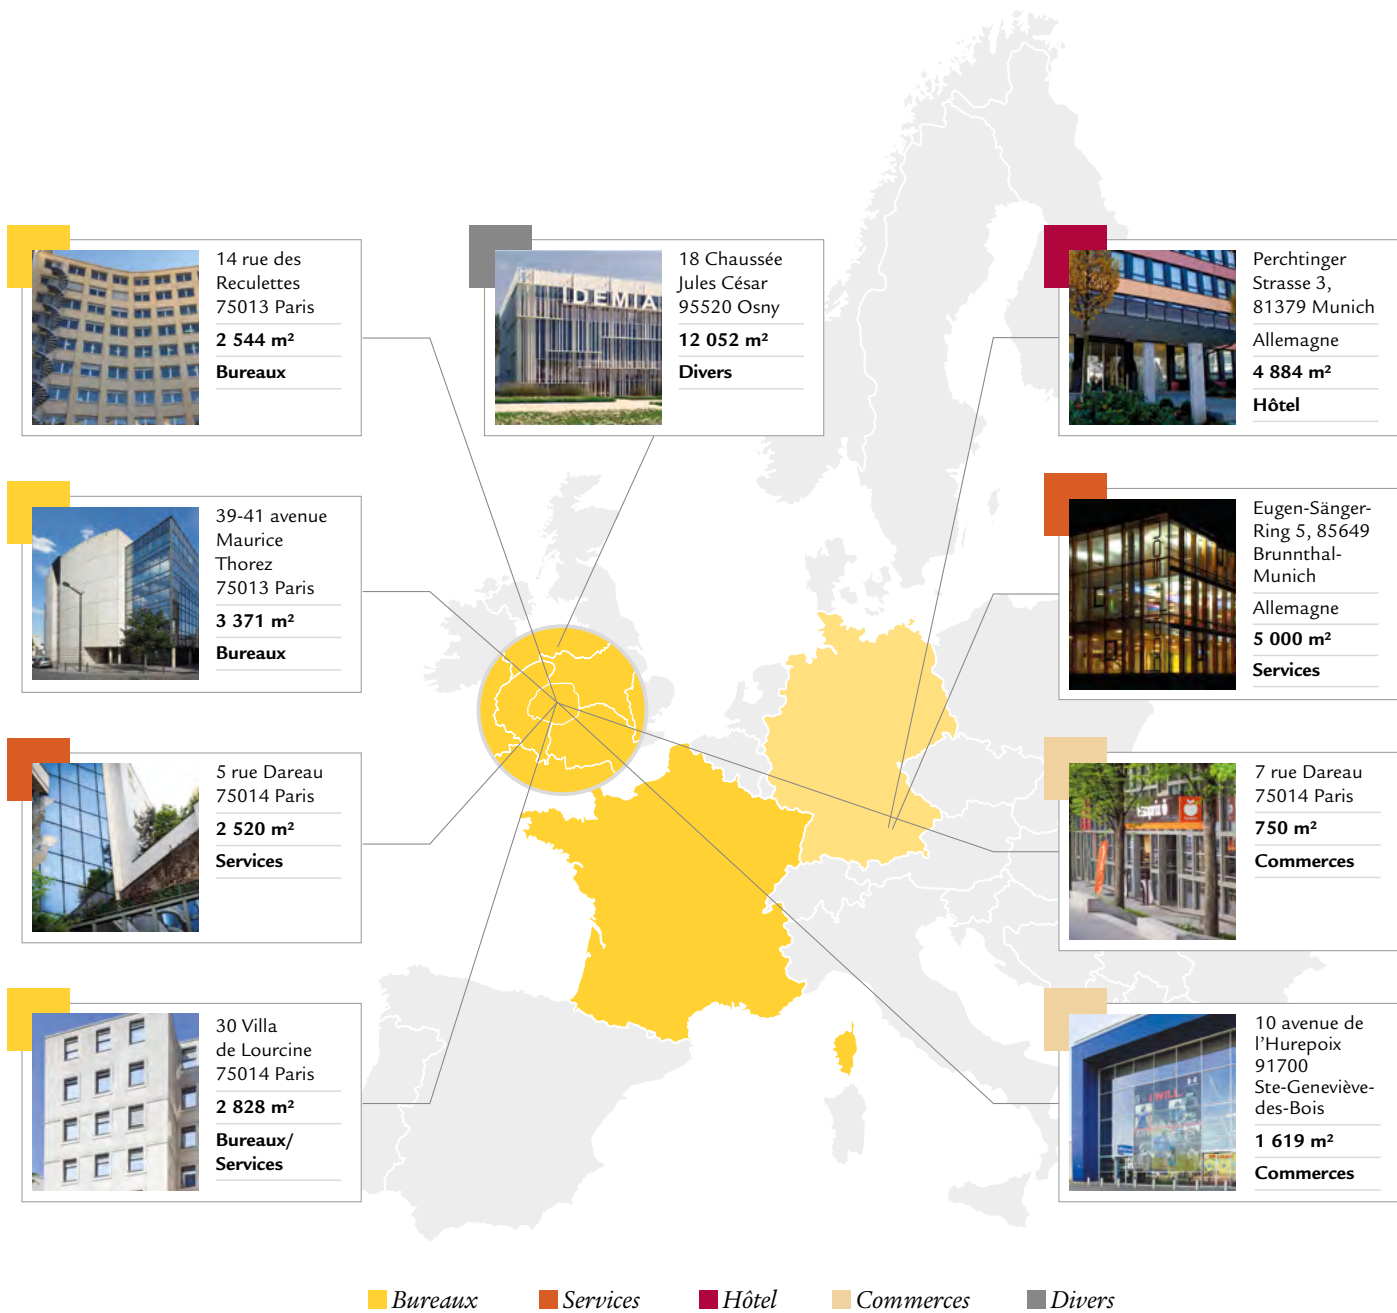 14 rue des
Reculettes
75013 Paris
2 544 m²
Bureaux
IDEMIA
18 Chaussée
Jules César
95520 Osny
12 052 m²
Divers
Perchtinger
Strasse 3,
81379 Munich
Allemagne
4 884 m²
Hôtel
39-41 avenue
Maurice
Thorez
75013 Paris
3 371 m²
Bureaux
Eugen-Sänger-
Ring 5, 85649
Brunnthal-
Munich
Allemagne
5 000 m²
Services
5 rue Dareau
75014 Paris
2 520 m²
Services
7 rue Dareau
75014 Paris
750 m²
Commerces
30 Villa
de Lourcine
75014 Paris
2 828 m²
Bureaux/
Services
I WILL.
10 avenue de
l’Hurepoix
91700
Ste-Geneviève-
des-Bois
1 619 m²
Commerces
Bureaux
Services
Hôtel
Commerces
Divers